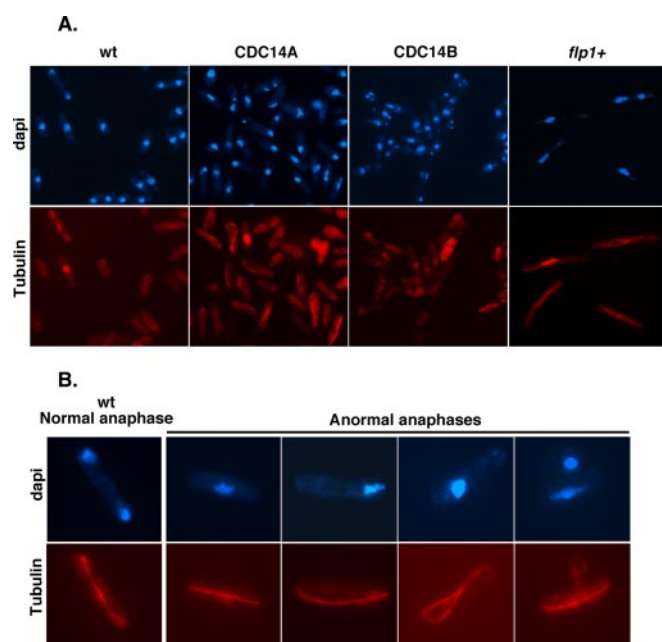 A.
wt CDC14A CDC14B flp1+
dapi
Tubulin
B.
wt
Normal anaphase Anormal anaphases
dapi
Tubulin